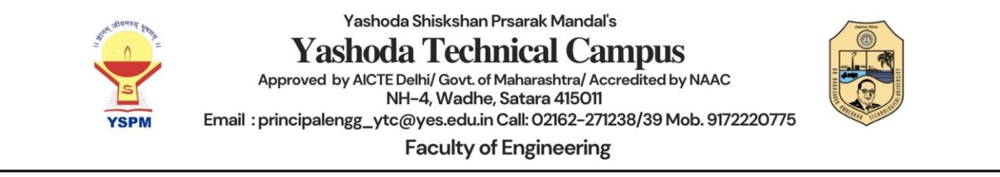 ॥ ज्ञानम् जीवनस्य भूषणम् ॥
YSPM
Yashoda Shiskshan Prsarak Mandal's
Yashoda Technical Campus
Approved by AICTE Delhi/ Govt. of Maharashtra/ Accredited by NAAC
NH-4, Wadhe, Satara 415011
Email : principalengg_ytc@yes.edu.in Call: 02162-271238/39 Mob. 9172220775
Faculty of Engineering
DR. BABASAHEB AMBEDKAR TECHNOLOGICAL UNIVERSITY